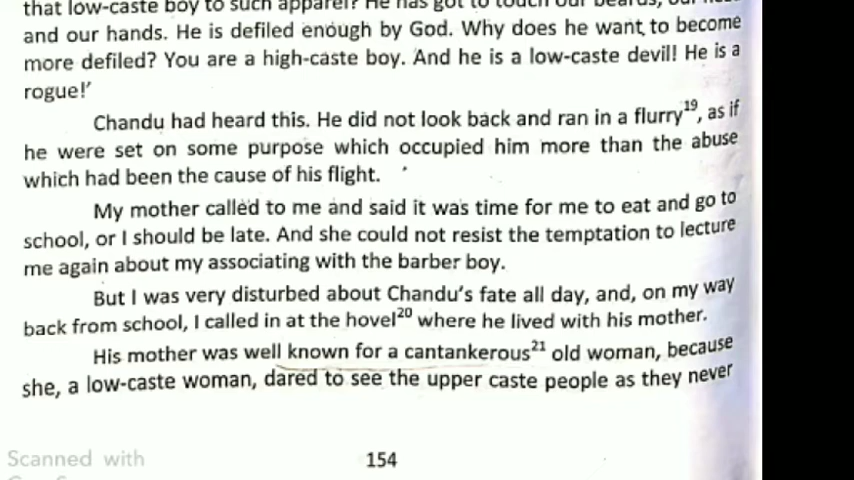 that low-caste boy to such apparel? He has got to touch our beards, our
and our hands. He is defiled enough by God. Why does he want to become
more defiled? You are a high-caste boy. And he is a low-caste devil! He is a
rogue!'
Chandu had heard this. He did not look back and ran in a flurry19, as if
he were set on some purpose which occupied him more than the abuse
which had been the cause of his flight.
My mother called to me and said it was time for me to eat and go to
school, or I should be late. And she could not resist the temptation to lecture
me again about my associating with the barber boy.
But I was very disturbed about Chandu's fate all day, and, on my way
back from school, I called in at the hovel20 where he lived with his mother.
His mother was well known for a cantankerous21 old woman, because
she, a low-caste woman, dared to see the upper caste people as they never
154
Scanned with